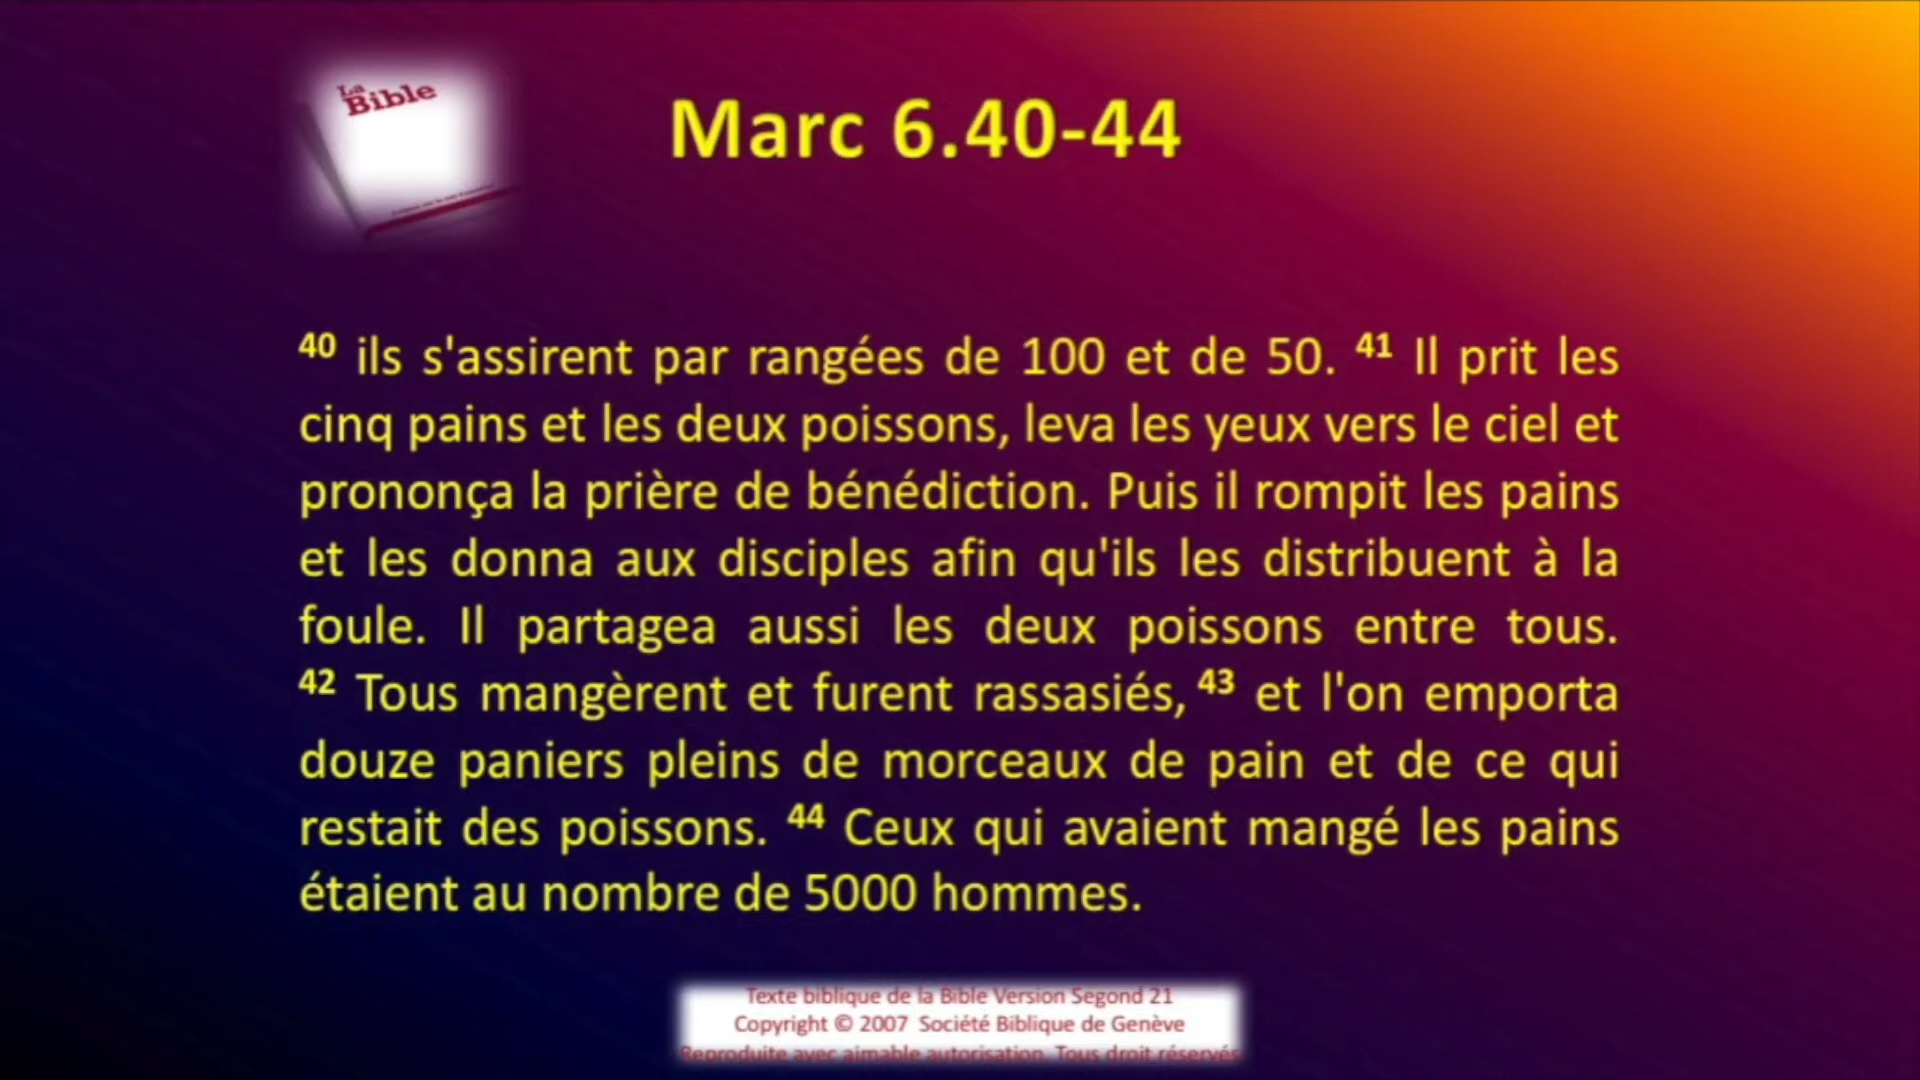 La
Bible
Marc 6.40-44
40 ils s'assirent par rangées de 100 et de 50. 41 Il prit les
cinq pains et les deux poissons, leva les yeux vers le ciel et
prononça la prière de bénédiction. Puis il rompit les pains
et les donna aux disciples afin qu'ils les distribuent à la
foule. Il partagea aussi les deux poissons entre tous.
42 Tous mangèrent et furent rassasiés, 43 et l'on emporta
douze paniers pleins de morceaux de pain et de ce qui
restait des poissons. 44 Ceux qui avaient mangé les pains
étaient au nombre de 5000 hommes.
Texte biblique de la Bible Version Segond 21
Copyright © 2007 Société Biblique de Genève
Reproduite avec aimable autorisation. Tous droit réservés